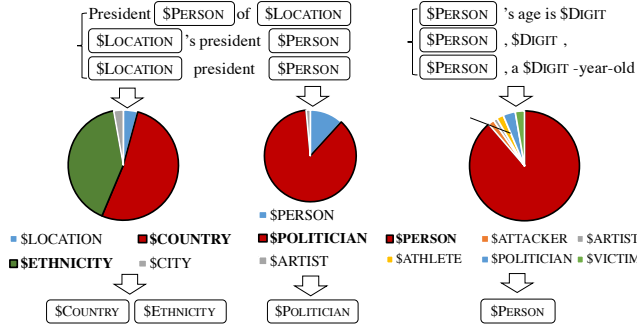 President $PERSON of $LOCATION
$LOCATION 's president $PERSON
$LOCATION president $PERSON
$PERSON 's age is $DIGIT
$PERSON , $DIGIT ,
$PERSON , a $DIGIT -year-old
$LOCATION $COUNTRY
$ETHNICITY $CITY
$PERSON
$POLITICIAN
$ARTIST
$PERSON $ATTACKER $ARTIST
$ATHLETE $POLITICIAN $VICTIM
$COUNTRY $ETHNICITY
$POLITICIAN
$PERSON